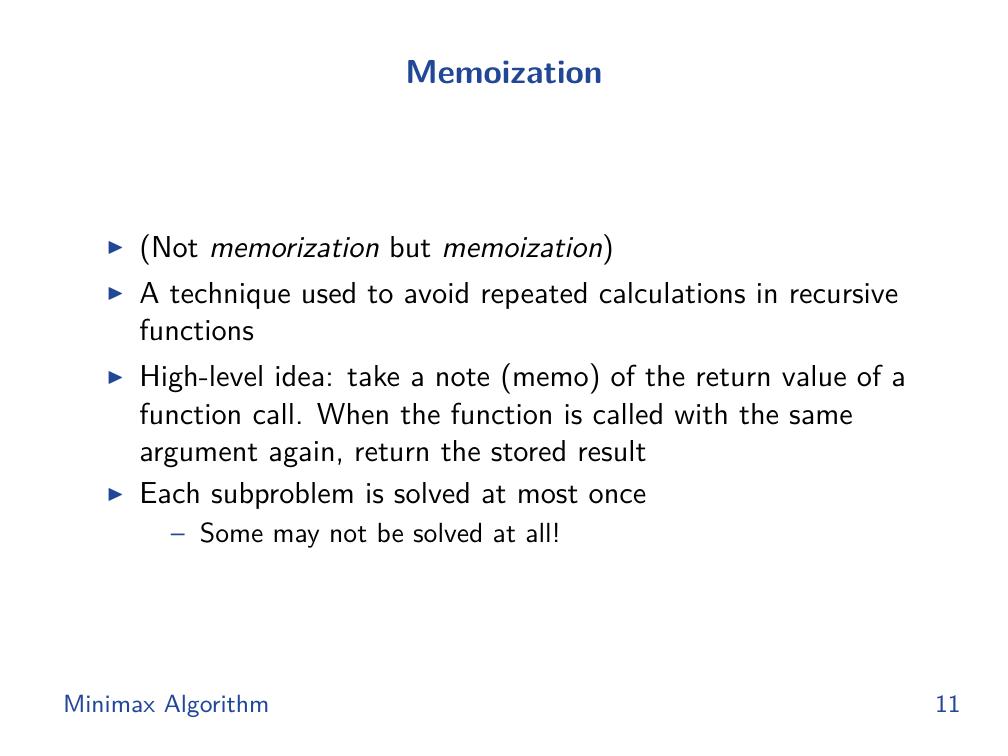 Memoization
▶ (Not memorization but memoization)
▶ A technique used to avoid repeated calculations in recursive
functions
▶ High-level idea: take a note (memo) of the return value of a
function call. When the function is called with the same
argument again, return the stored result
▶ Each subproblem is solved at most once
– Some may not be solved at all!
Minimax Algorithm 11